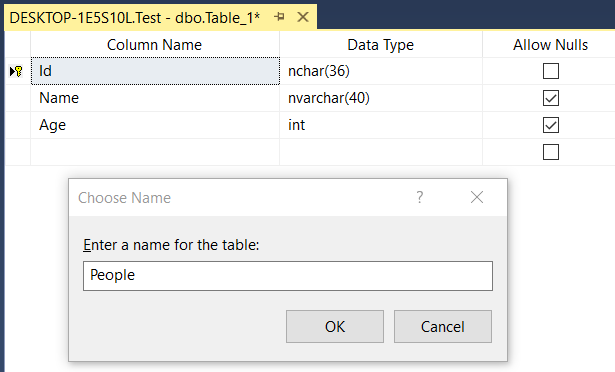 DESKTOP-1E5S10L.Test - dbo.Table_1*
Column Name Data Type Allow Nulls
Id nchar(36)
Name nvarchar(40)
Age int
Choose Name ?
Enter a name for the table:
People
OK Cancel